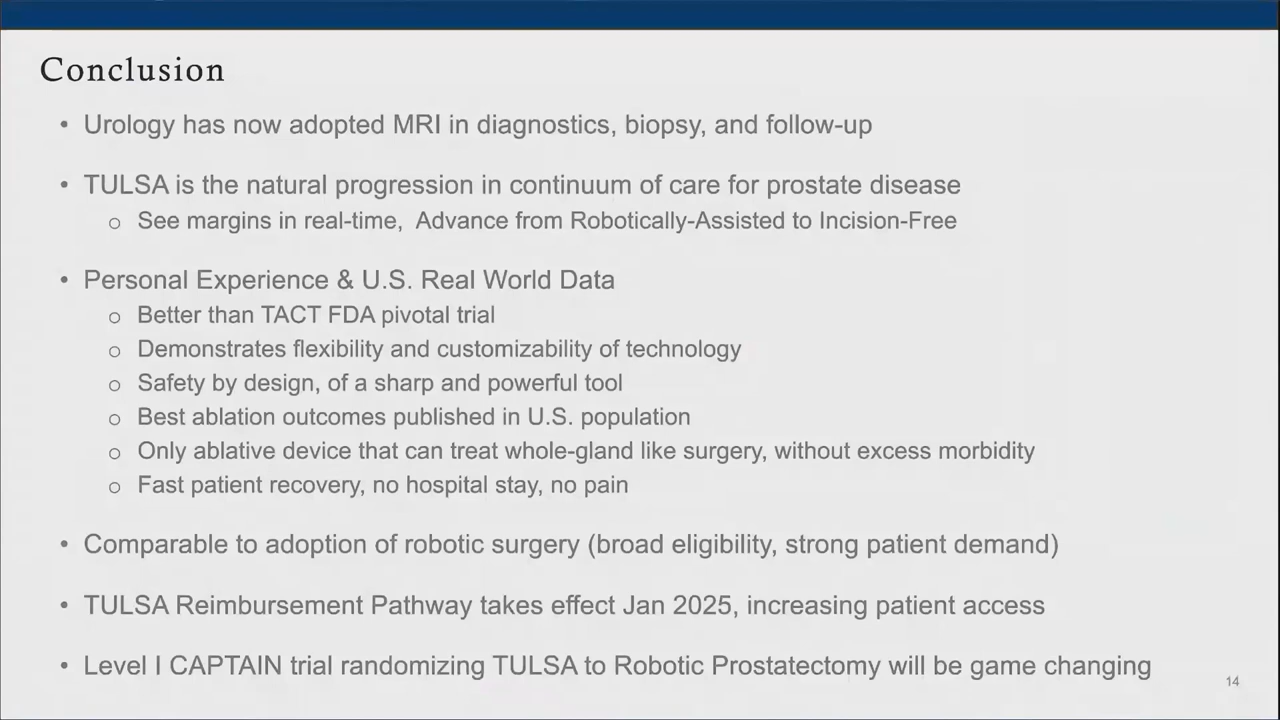 Conclusion
• Urology has now adopted MRI in diagnostics, biopsy, and follow-up
• TULSA is the natural progression in continuum of care for prostate disease
o See margins in real-time, Advance from Robotically-Assisted to Incision-Free
• Personal Experience & U.S. Real World Data
o Better than TACT FDA pivotal trial
o Demonstrates flexibility and customizability of technology
o Safety by design, of a sharp and powerful tool
o Best ablation outcomes published in U.S. population
o Only ablative device that can treat whole-gland like surgery, without excess morbidity
o Fast patient recovery, no hospital stay, no pain
• Comparable to adoption of robotic surgery (broad eligibility, strong patient demand)
• TULSA Reimbursement Pathway takes effect Jan 2025, increasing patient access
• Level I CAPTAIN trial randomizing TULSA to Robotic Prostatectomy will be game changing
14